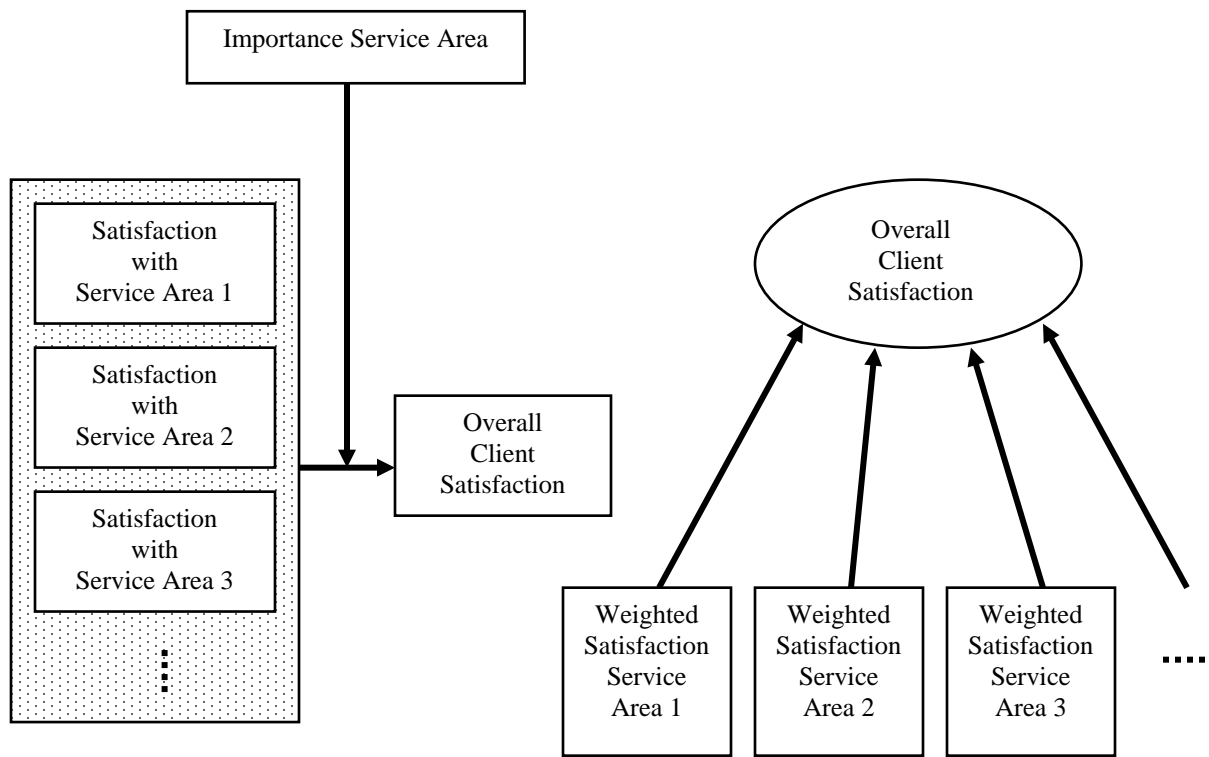 Importance Service Area
Satisfaction
with
Service Area 1
Satisfaction
with
Service Area 2
Satisfaction
with
Service Area 3
Overall
Client
Satisfaction
Overall
Client
Satisfaction
Weighted
Satisfaction
Service
Area 1
Weighted
Satisfaction
Service
Area 2
Weighted
Satisfaction
Service
Area 3